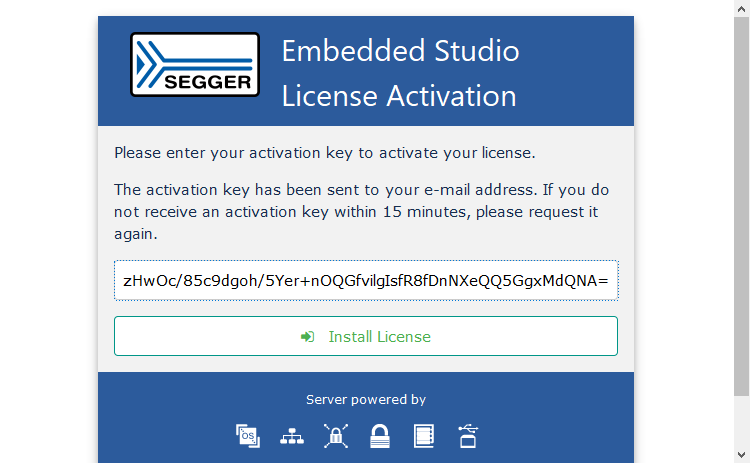 SEGGER
Embedded Studio
License Activation
Please enter your activation key to activate your license.
The activation key has been sent to your e-mail address. If you do
not receive an activation key within 15 minutes, please request it
again.
zHwOc/85c9dgoh/5Yer+nOQGfvilgIsfR8fDnNXeQQ5GgxMdQNA=
Install License
Server powered by
OS